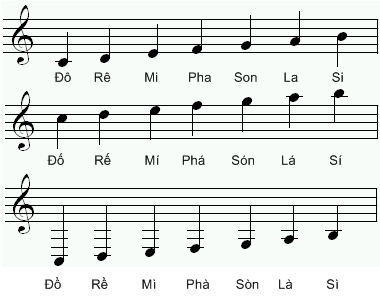 Đô Rê Mi Pha Son La Si
Đố Rế Mí Phá Són Lá Sí
Đồ Rề Mì Phà Sòn Là Sì